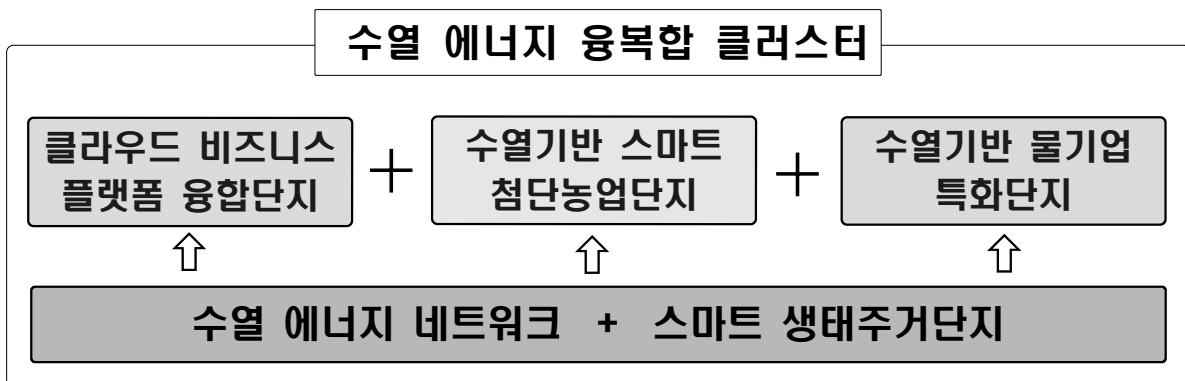 수열 에너지 융복합 클러스터
클라우드 비즈니스
플랫폼 융합단지
+
수열기반 스마트
첨단농업단지
+
수열기반 물기업
특화단지
수열 에너지 네트워크 + 스마트 생태주거단지